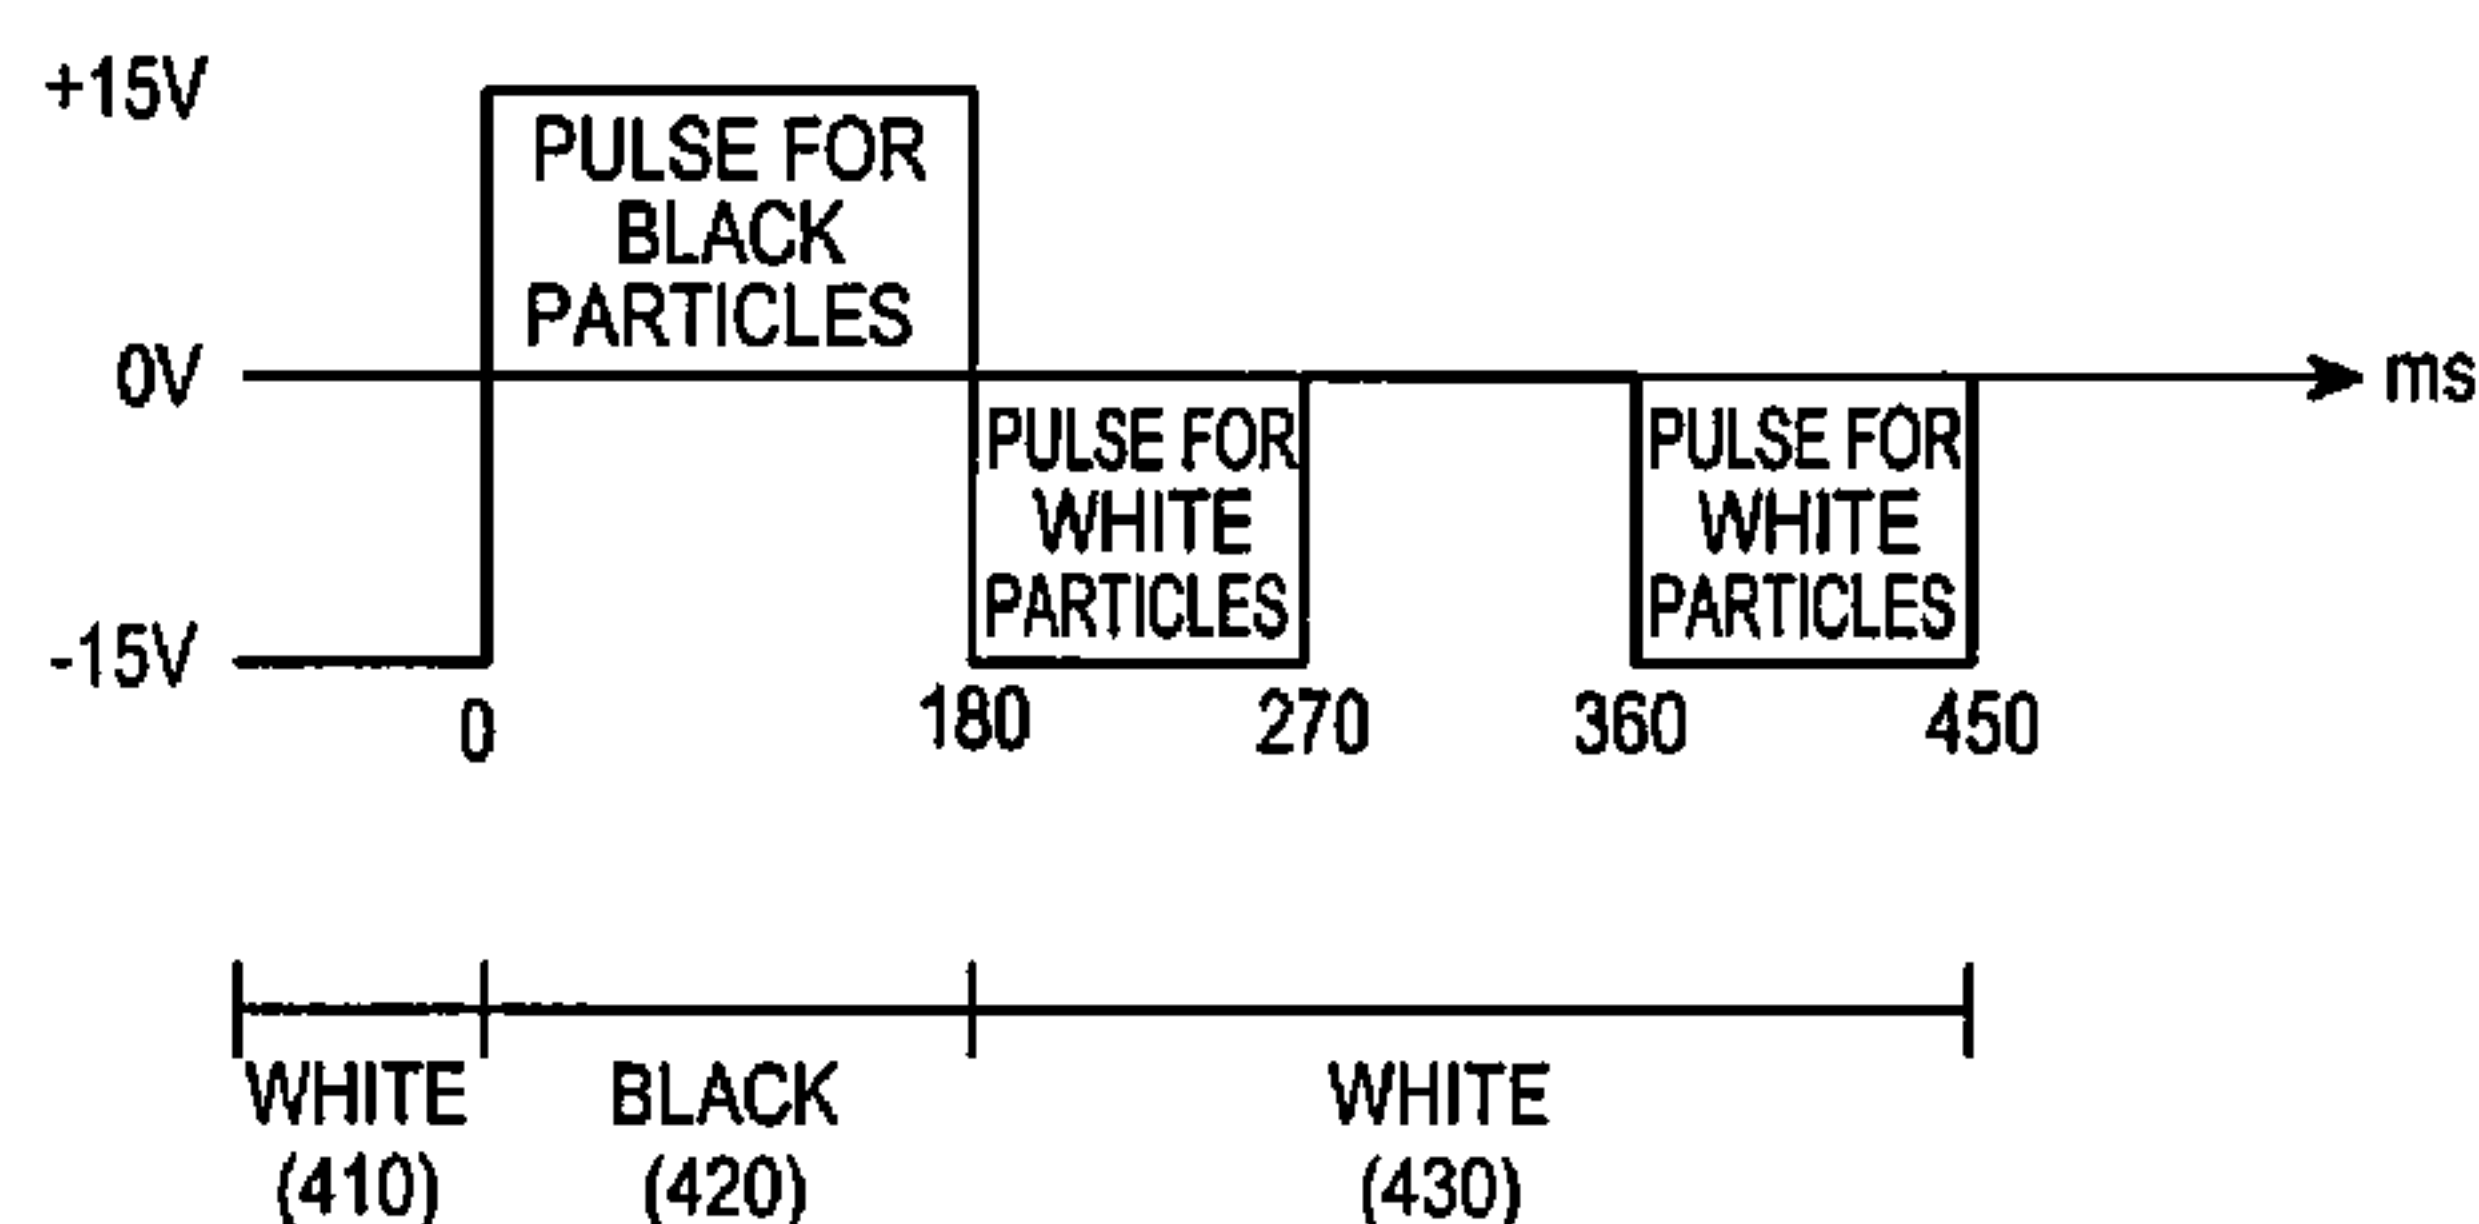 +15V
PULSE FOR
BLACK
PARTICLES
0V
ms
PULSE FOR
WHITE
PARTICLES
PULSE FOR
WHITE
PARTICLES
-15V
0
180
270
360
450
WHITE
(410)
BLACK
(420)
WHITE
(430)